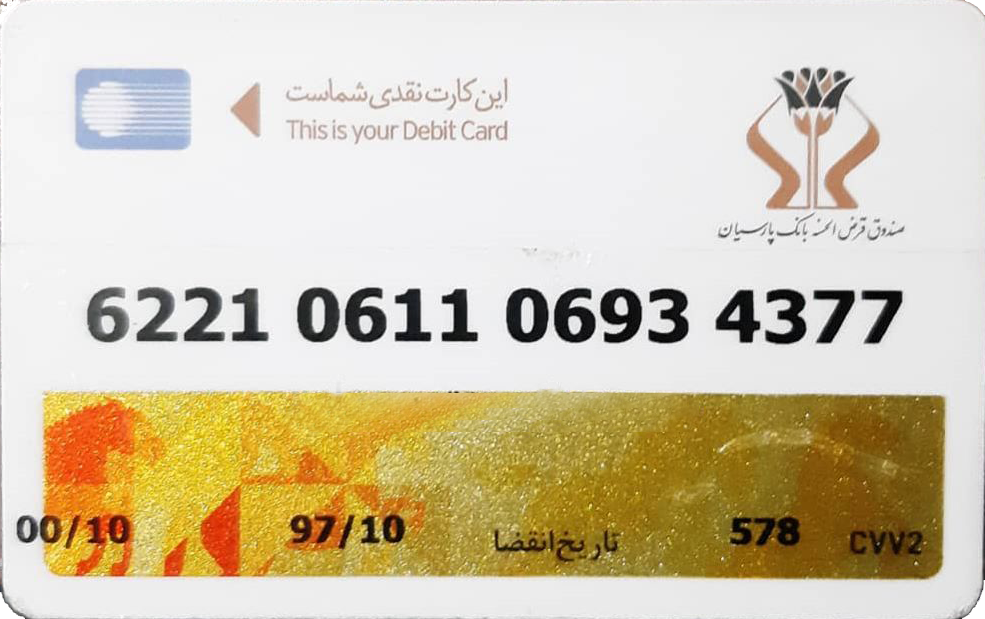 این کارت نقدی شماست
This is your Debit Card
صندوق قرض الحسنه بانک پارسیان
6221 0611 0693 4377
00/10 97/10 تاریخ انقضا 578 CVV2